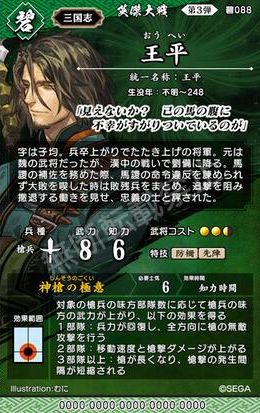 碧
三国志
英傑大戦
第3弾
碧088
おう へい
王平
統一名称:王平
生没年:不明～248
「見えないか? 己の馬の腹に
不幸がすがりついているのが」
字は子均。兵卒上がりでたたき上げの将軍。元は
魏の武将だったが、漢中の戦いで劉備に降る。馬
謖の補佐を務めた際、馬謖の命令違反を諫められ
ず大敗を喫した時は敗残兵をまとめ、追撃を阻み
撤退する働きを見せ、忠義の士と評された。
兵種 武力 知力 武将コスト
槍兵 8 6 特技 防柵 先陣
しんそうのごくい 必要士気 効果時間
神槍の極意 6 知力時間
効果範囲
対象の槍兵の味方部隊数に応じて槍兵の味
方の武力が上がり、以下の効果を得る
1部隊:兵力が回復し、全方向に槍の無敵
攻撃を行う
2部隊:移動速度と槍撃ダメージが上がる
3部隊以上:槍が長くなり、槍撃の発生間
隔が短縮される
Illustration:むに
©SEGA
0000-0000-0000-0000-0000